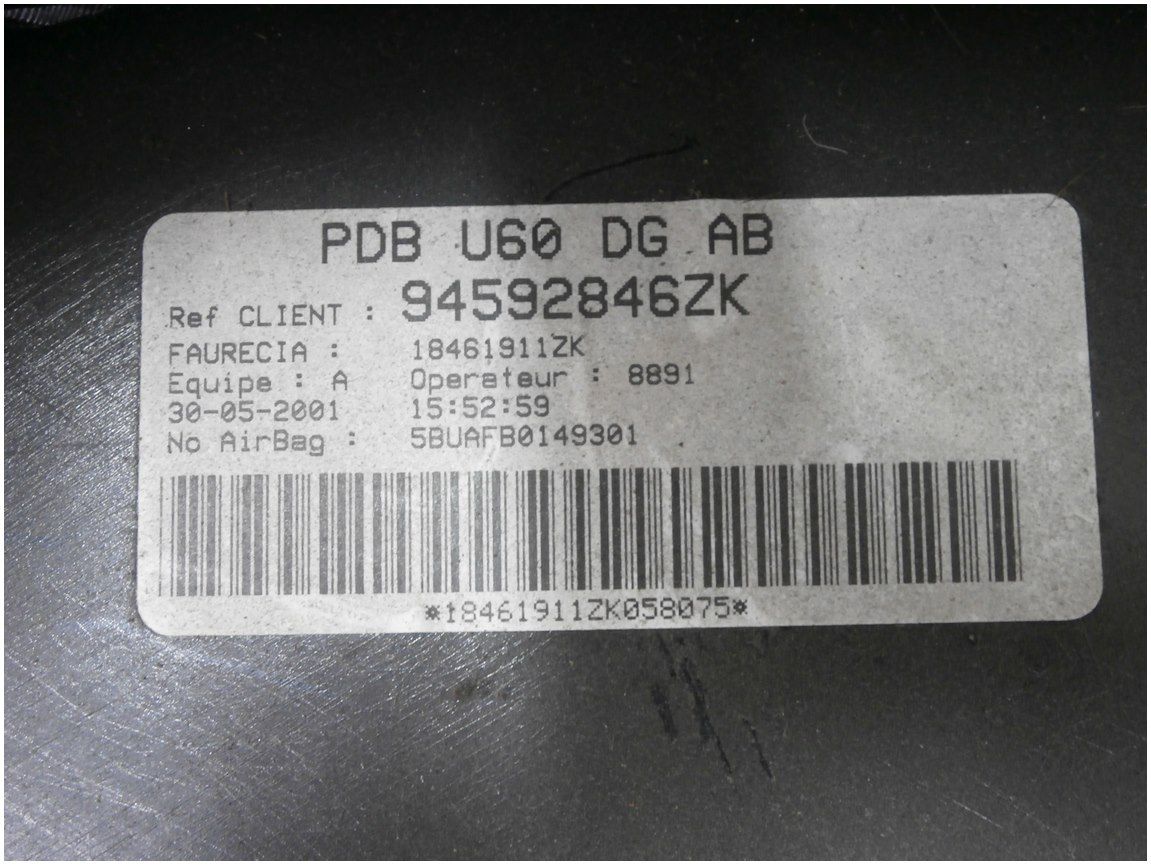 PDB U60 DG AB
Ref CLIENT : 94592846ZK
FAURECIA : 18461911ZK
Equipe : A Operateur : 8891
30-05-2001 15:52:59
No AirBag : 5BUAFB0149301
*18461911ZK058075*